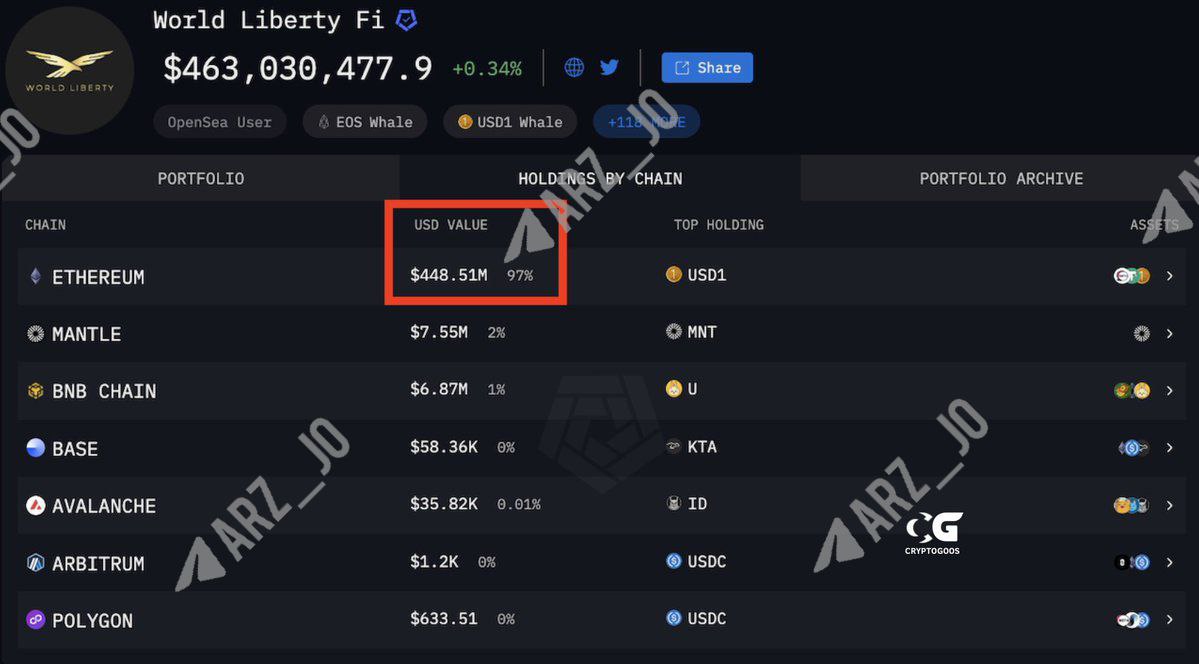 World Liberty Fi
WORLD LIBERTY
$463,030,477.9 +0.34% Share
OpenSea User EOS Whale USD1 Whale +118 MORE
PORTFOLIO HOLDINGS BY CHAIN PORTFOLIO ARCHIVE
CHAIN USD VALUE TOP HOLDING ASSETS
ETHEREUM $448.51M 97% USD1
MANTLE $7.55M 2% MNT
BNB CHAIN $6.87M 1% U
BASE $58.36K 0% KTA
AVALANCHE $35.82K 0.01% ID
ARBITRUM $1.2K 0% USDC
POLYGON $633.51 0% USDC
ARZ_JO
ARZ_JO
ARZ_JO
CG
CRYPTOGOOS